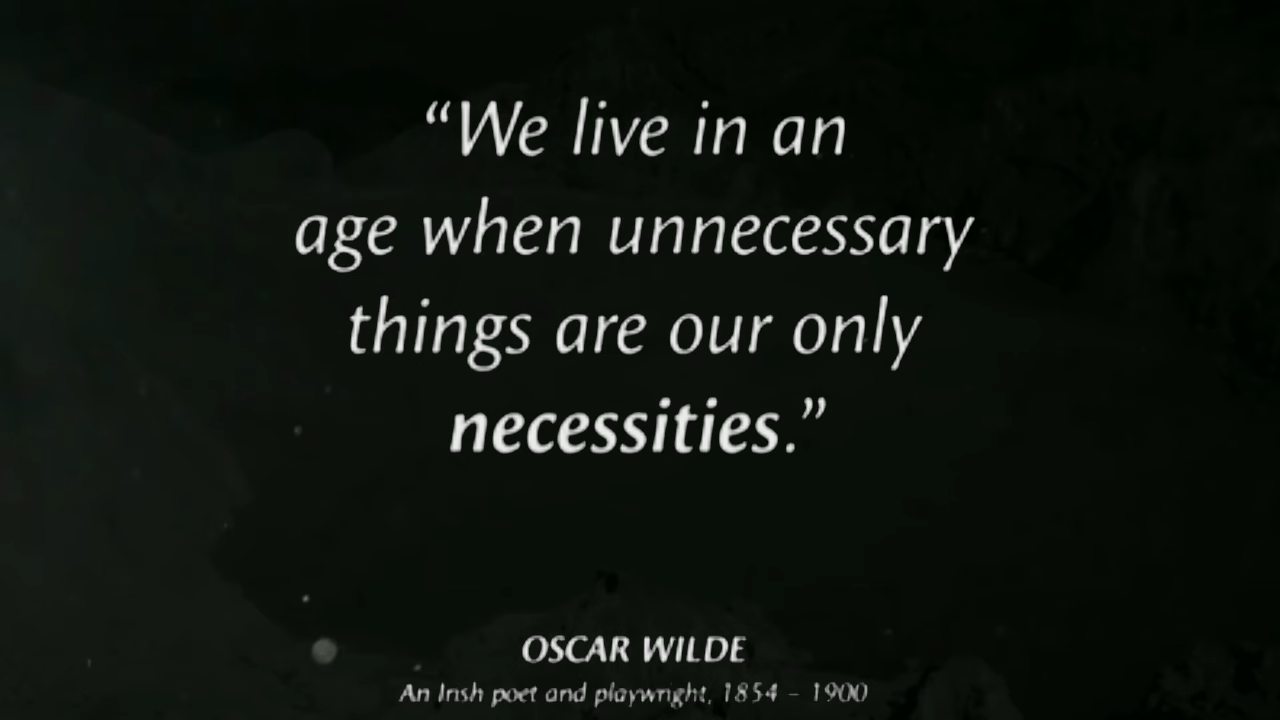 “We live in an
age when unnecessary
things are our only
necessities.”
OSCAR WILDE
An Irish poet and playwright, 1854 – 1900